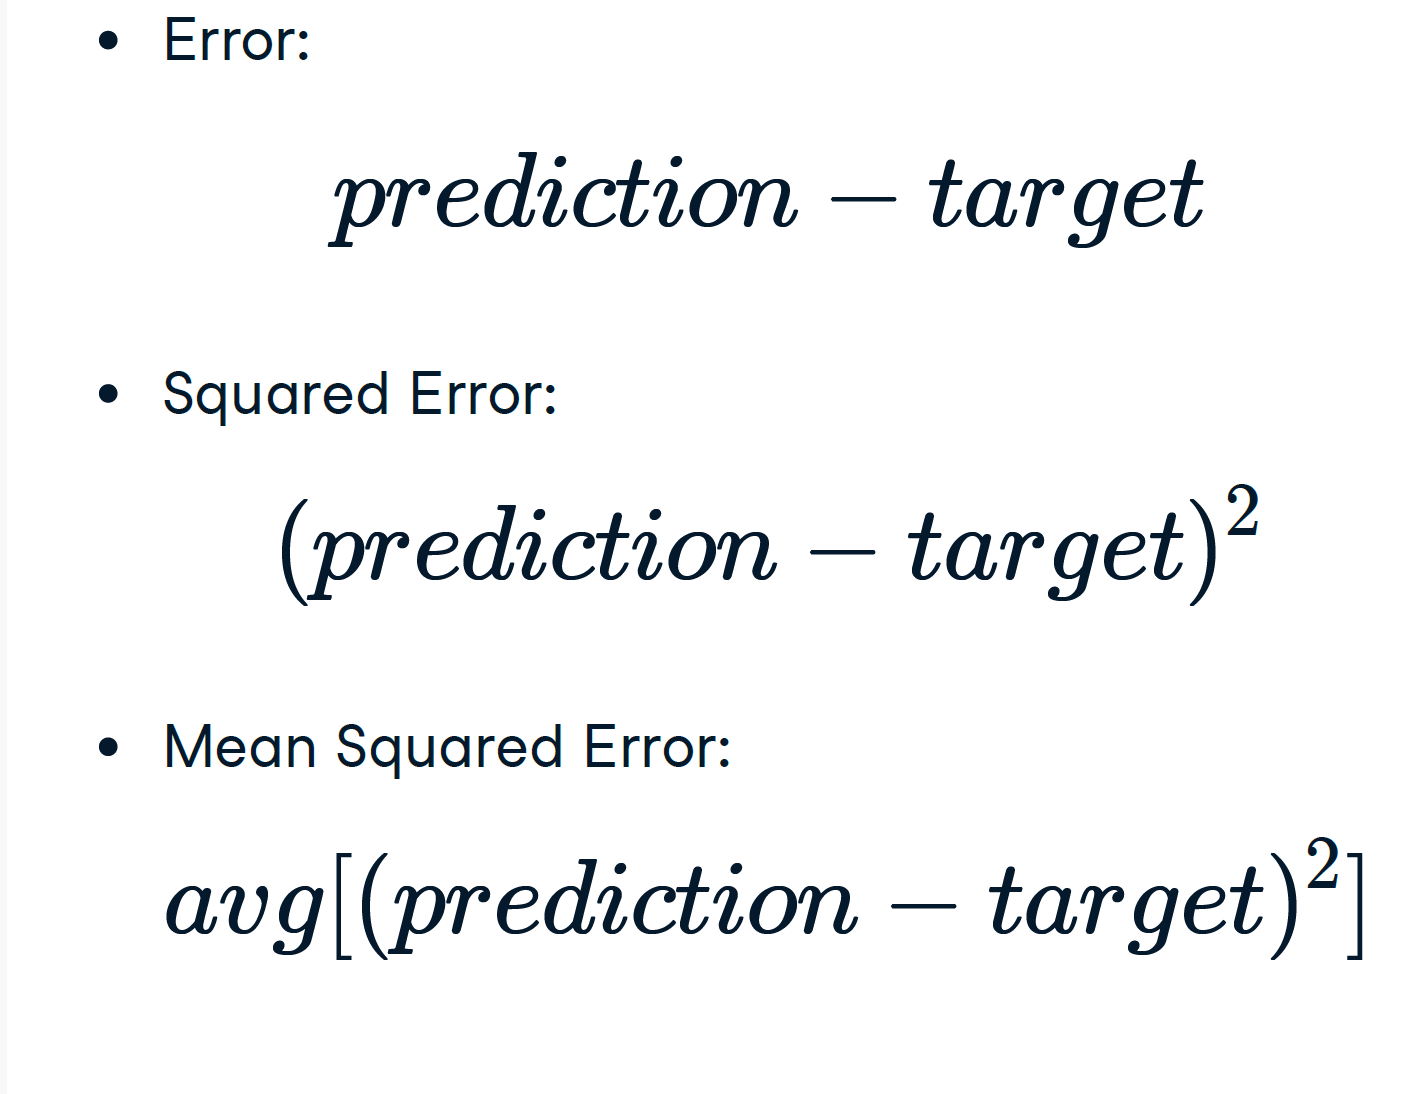 • Error:
prediction − target
• Squared Error:
(prediction − target)²
• Mean Squared Error:
avg[(prediction − target)²]